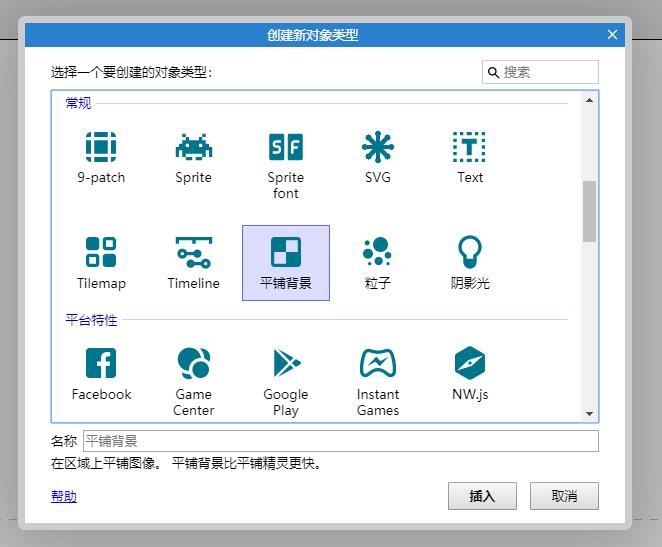 创建新对象类型
选择一个要创建的对象类型：
搜索
常规
9-patch
Sprite
Sprite
font
SVG
Text
Tilemap
Timeline
平铺背景
粒子
阴影光
平台特性
Facebook
Game
Center
Google
Play
Instant
Games
NW.js
名称 平铺背景
在区域上平铺图像。 平铺背景比平铺精灵更快。
帮助
插入
取消